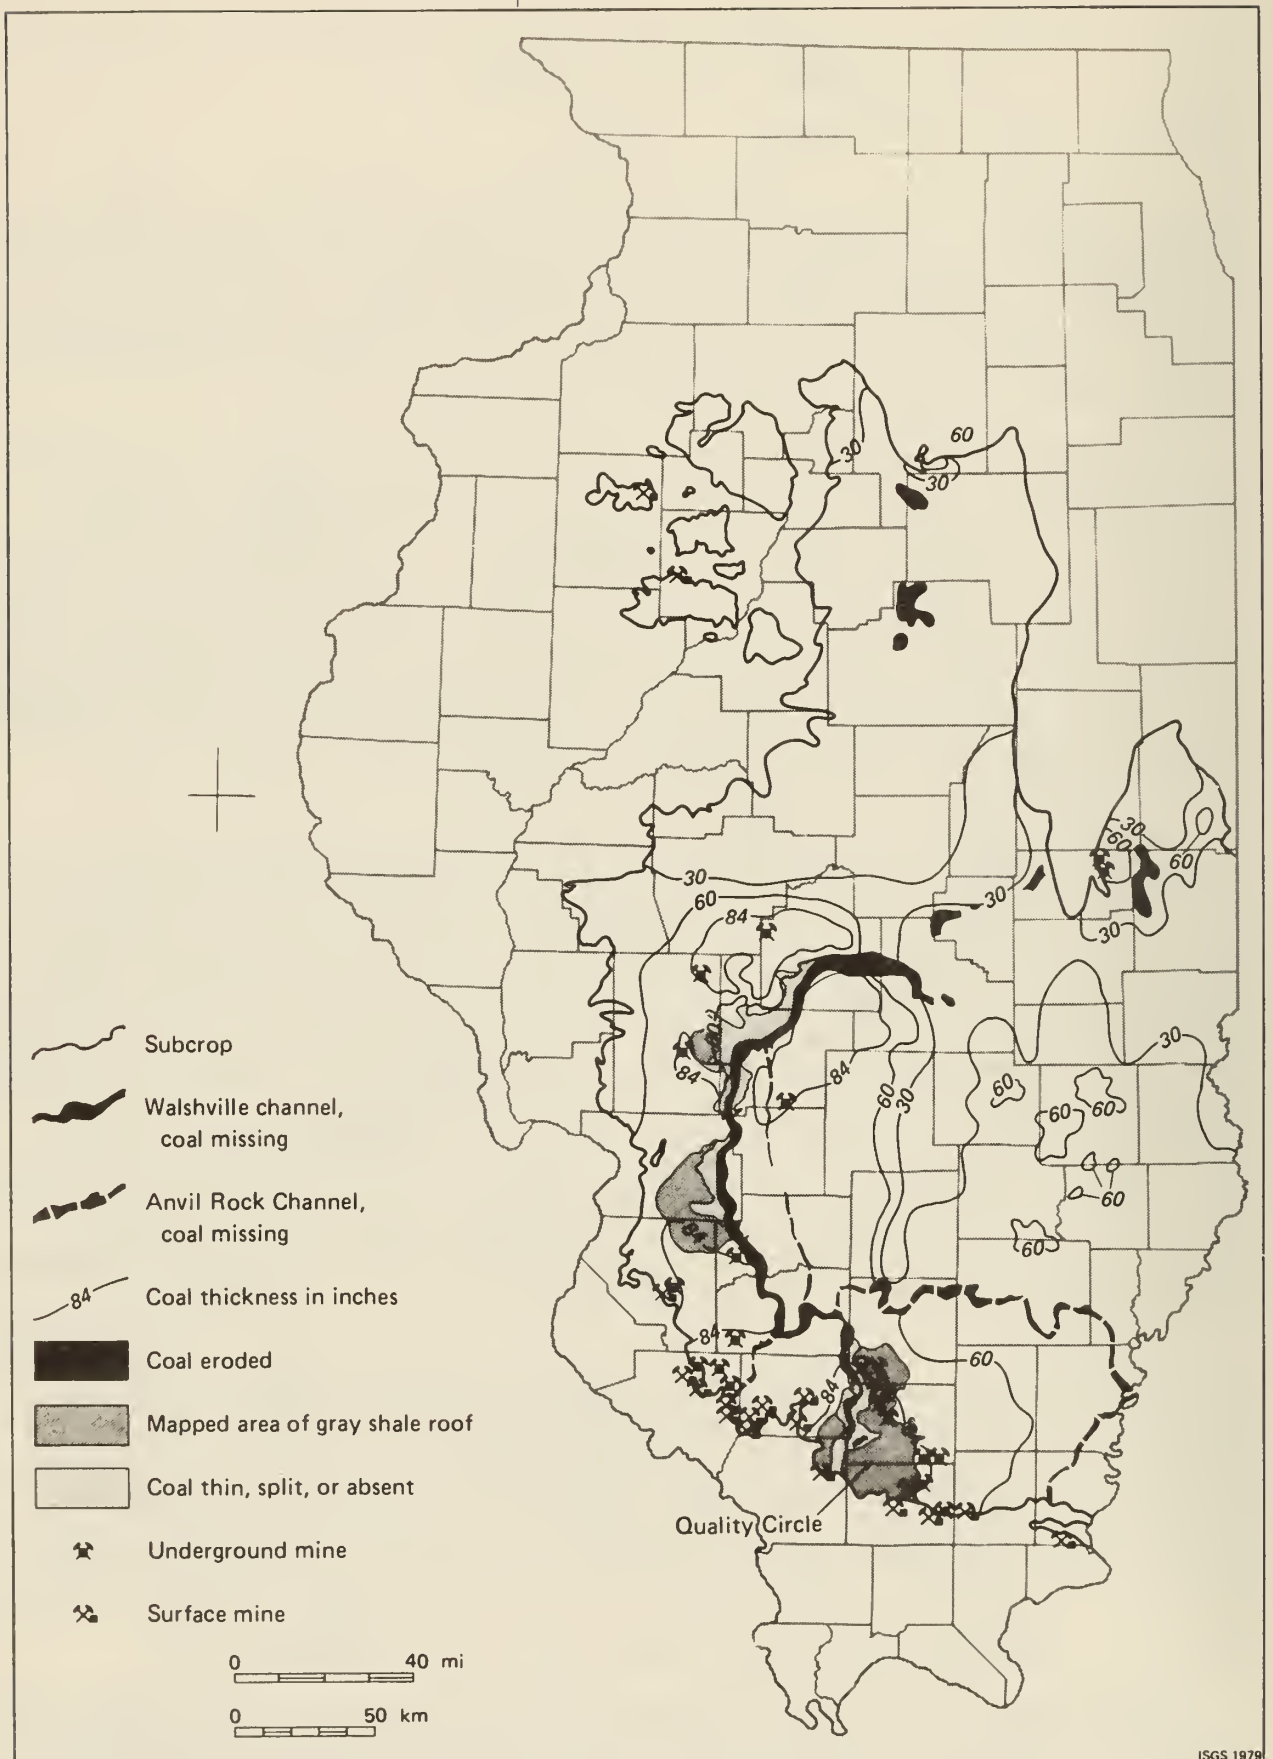 60
30
30
30
60
60
30
30
60
84
30
30
84
84
60
30
60
60
60
60
60
30
84
84
84
60
Quality Circle
Subcrop
Walshville channel,
coal missing
Anvil Rock Channel,
coal missing
84
Coal thickness in inches
Coal eroded
Mapped area of gray shale roof
Coal thin, split, or absent
Underground mine
Surface mine
0 40 mi
0 50 km
ISGS 1979